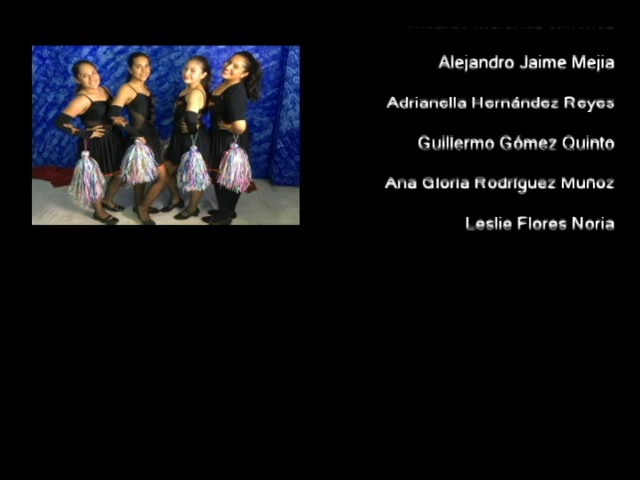 Alejandro Jaime Mejia
Adrianella Hernández Reyes
Guillermo Gómez Quinto
Ana Gloria Rodríguez Muñoz
Leslie Flores Noria